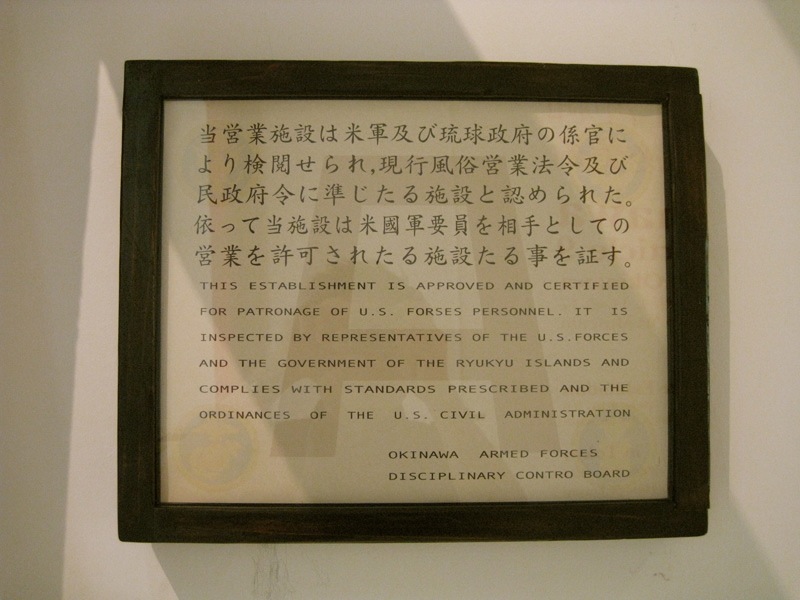 当営業施設は米軍及び琉球政府の係官に
より検閲せられ,現行風俗営業法令及び
民政府令に準じたる施設と認められた。
依って当施設は米國軍要員を相手としての
営業を許可されたる施設たる事を証す。
THIS ESTABLISHMENT IS APPROVED AND CERTIFIED
FOR PATRONAGE OF U.S. FORSES PERSONNEL. IT IS
INSPECTED BY REPRESENTATIVES OF THE U.S.FORCES
AND THE GOVERNMENT OF THE RYUKYU ISLANDS AND
COMPLIES WITH STANDARDS PRESCRIBED AND THE
ORDINANCES OF THE U.S. CIVIL ADMINISTRATION
OKINAWA ARMED FORCES
DISCIPLINARY CONTRO BOARD